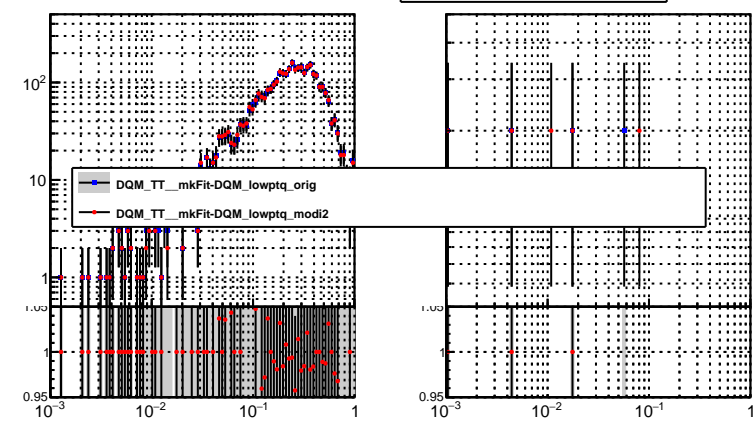 10²
10
DQM_TT__mkFit-DQM_lowptq_orig
DQM_TT__mkFit-DQM_lowptq_modi2
1
1.05 1.05
1 1
0.95 0.95
10⁻³ 10⁻² 10⁻¹ 1 10⁻³ 10⁻² 10⁻¹ 1